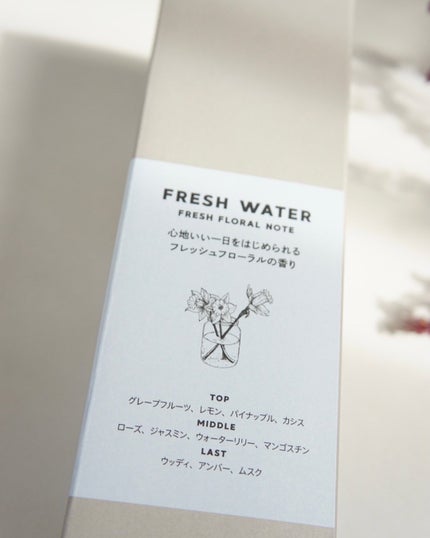 FRESH WATER
FRESH FLORAL NOTE
心地いい一日をはじめられる
フレッシュフローラルの香り
TOP
グレープフルーツ、レモン、パイナップル、カシス
MIDDLE
ローズ、ジャスミン、ウォーターリリー、マンゴスチン
LAST
ウッディ、アンバー、ムスク